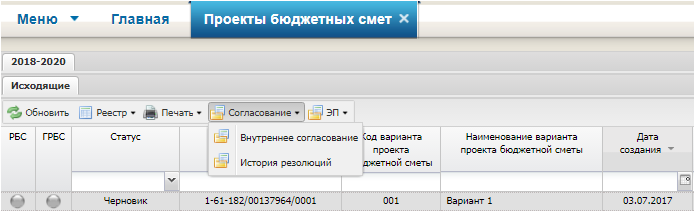 Меню Главная Проекты бюджетных смет
2018-2020
Исходящие
Обновить Реестр Печать Согласование ЭП
Внутреннее согласование
История резолюций
РБС ГРБС Статус
Код варианта
проекта
джетной сметы
Наименование варианта
проекта бюджетной сметы
Дата
создания
Черновик 1-61-182/00137964/0001 001 Вариант 1 03.07.2017